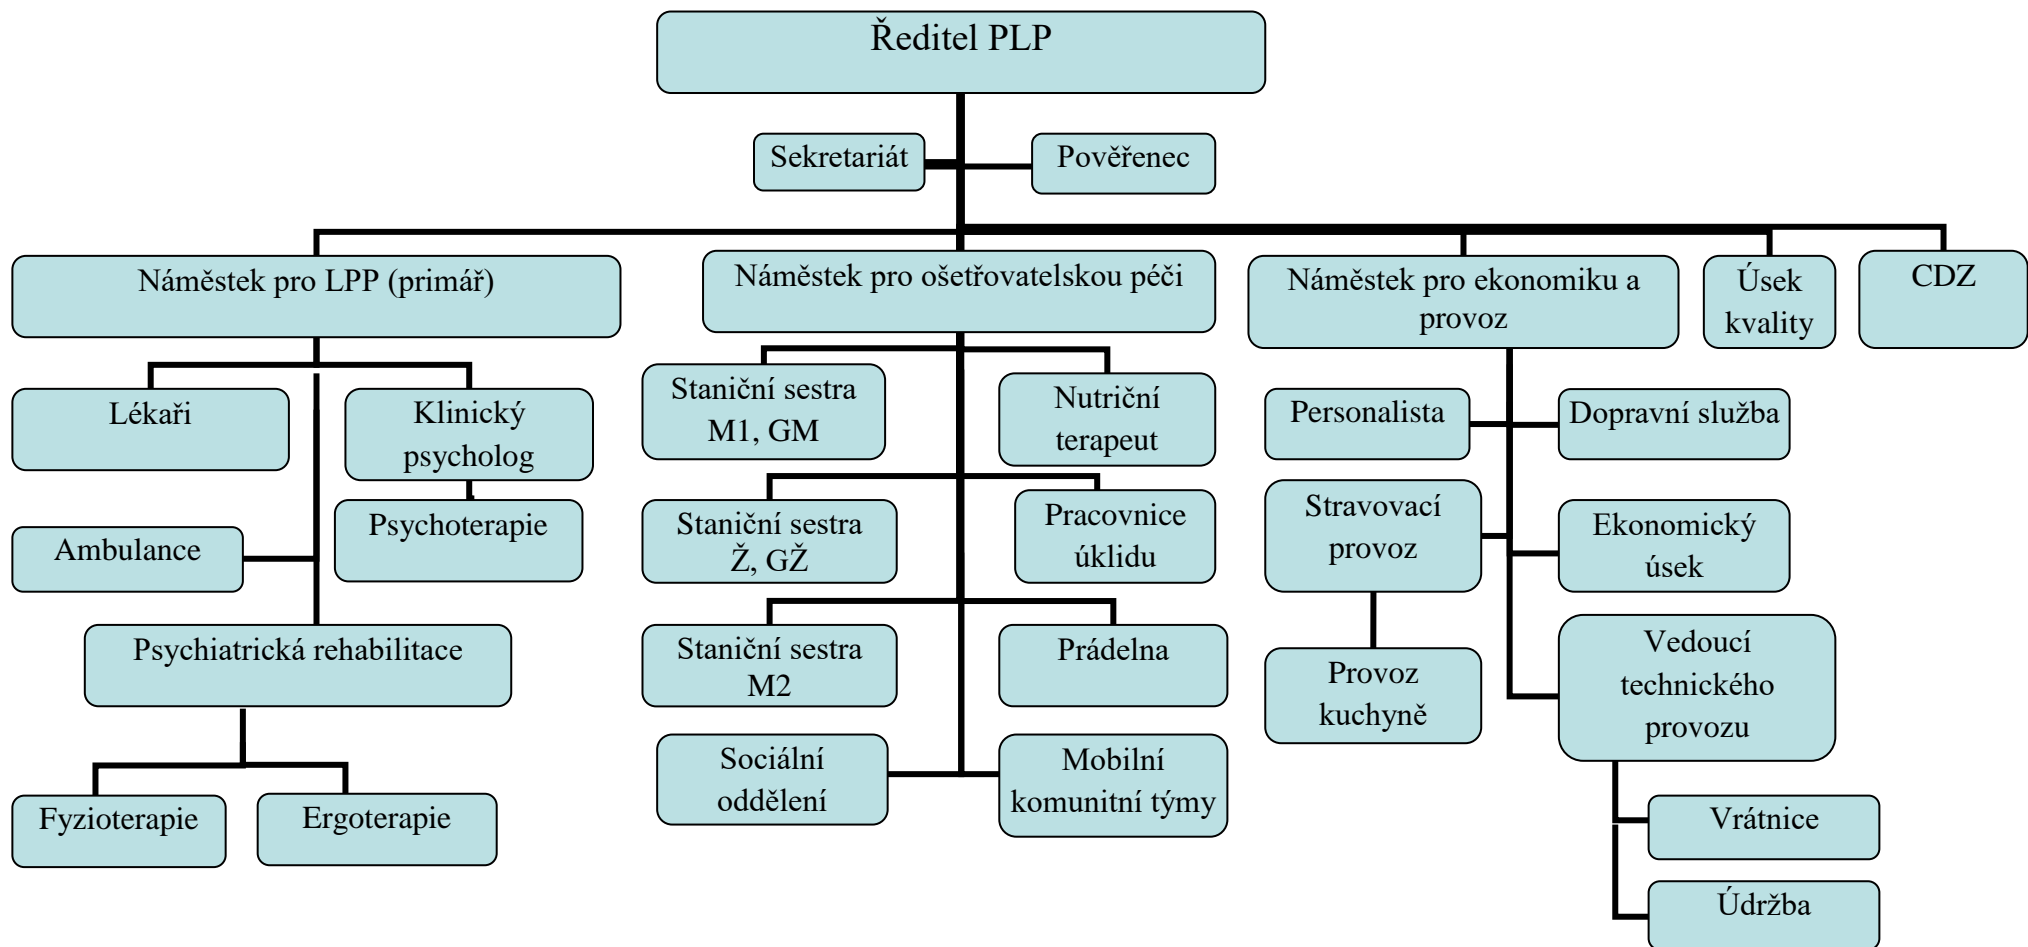 Ředitel PLP
Sekretariát
Pověřenec
Náměstek pro LPP (primář)
Náměstek pro ošetřovatelskou péči
Náměstek pro ekonomiku a
provoz
Úsek
kvality
CDZ
Lékaři
Klinický
psycholog
Psychoterapie
Ambulance
Psychiatrická rehabilitace
Fyzioterapie
Ergoterapie
Staniční sestra
M1, GM
Nutriční
terapeut
Staniční sestra
Ž, GŽ
Pracovnice
úklidu
Staniční sestra
M2
Prádelna
Sociální
oddělení
Mobilní
komunitní týmy
Personalista
Dopravní služba
Stravovací
provoz
Ekonomický
úsek
Provoz
kuchyně
Vedoucí
technického
provozu
Vrátnice
Údržba